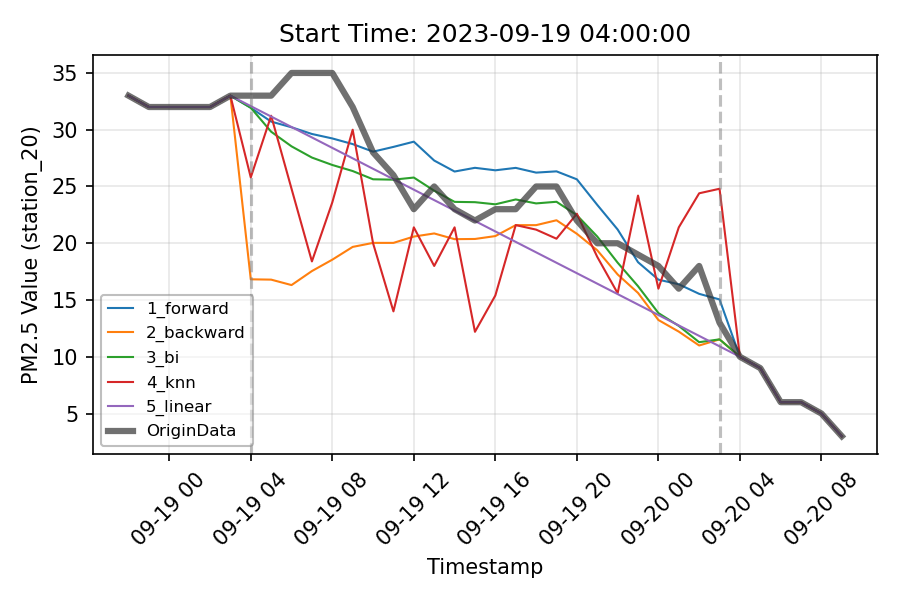 Start Time: 2023-09-19 04:00:00
PM2.5 Value (station_20)
35
30
25
20
15
10
5
1_forward
2_backward
3_bi
4_knn
5_linear
OriginData
09-19 00
09-19 04
09-19 08
09-19 12
09-19 16
09-19 20
09-20 00
09-20 04
09-20 08
Timestamp